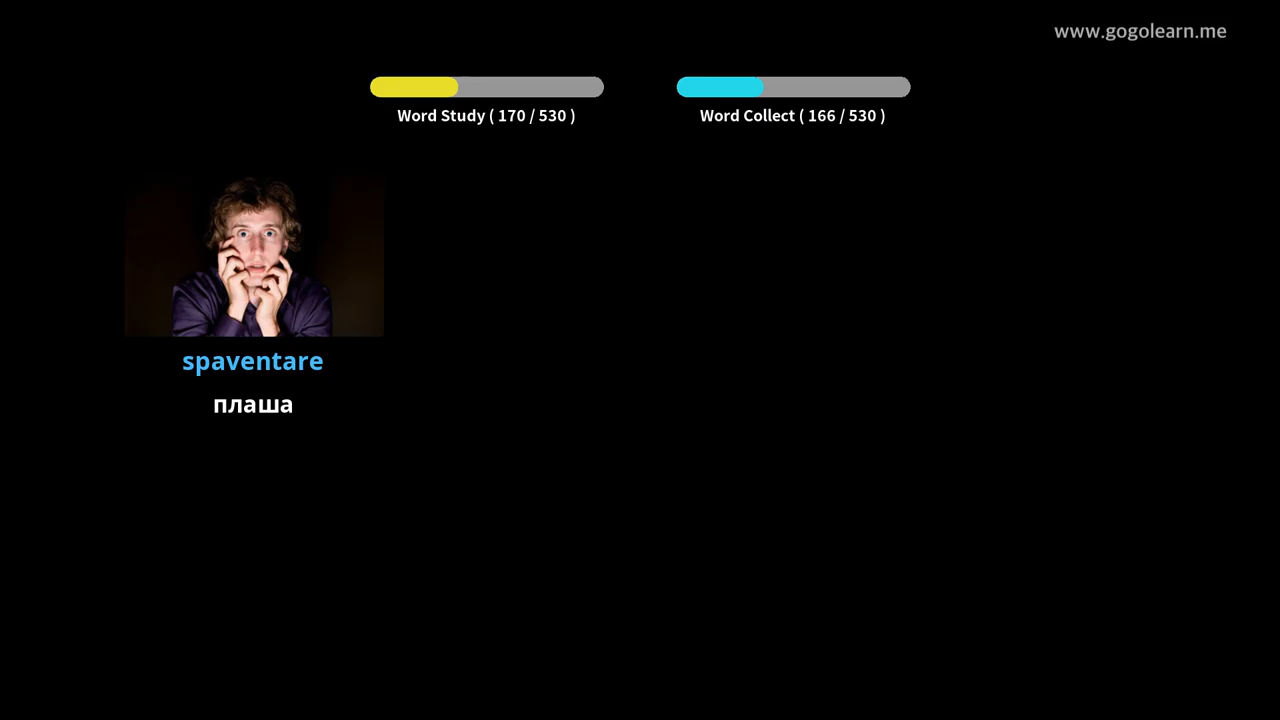 www.gogolearn.me
Word Study ( 170 / 530 )
Word Collect ( 166 / 530 )
spaventare
плаша